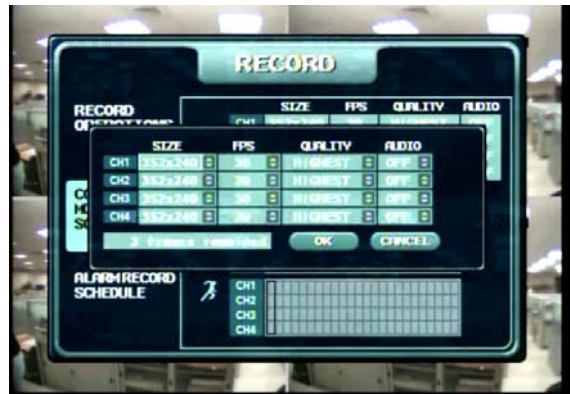 RECORD
RECORD
SIZE FPS QUALITY AUDIO
CH1
SIZE FPS QUALITY AUDIO
CH1 352x240 30 HIGHEST OFF
CH2 352x240 30 HIGHEST OFF
CH3 352x240 30 HIGHEST OFF
CH4 352x240 30 HIGHEST OFF
OK CANCEL
ALARM RECORD
SCHEDULE
CH1
CH2
CH3
CH4